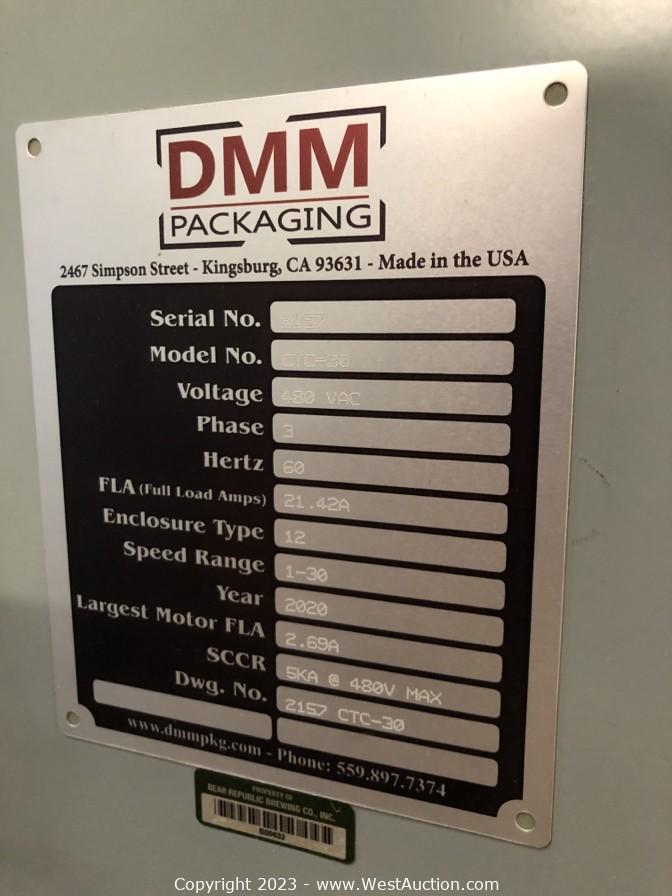 DMM
PACKAGING
2467 Simpson Street - Kingsburg, CA 93631 - Made in the USA
Serial No. 2157
Model No. CTC-30
Voltage 480 VAC
Phase 3
Hertz 60
FLA (Full Load Amps) 21.42A
Enclosure Type 12
Speed Range 1-30
Year 2020
Largest Motor FLA 2.69A
SCCR 5KA @ 480V MAX
Dwg. No. 2157 CTC-30
www.dmmpkg.com - Phone: 559.897.7374
PROPERTY OF
BEAR REPUBLIC BREWING CO., INC.
Copyright 2023 - www.WestAuction.com